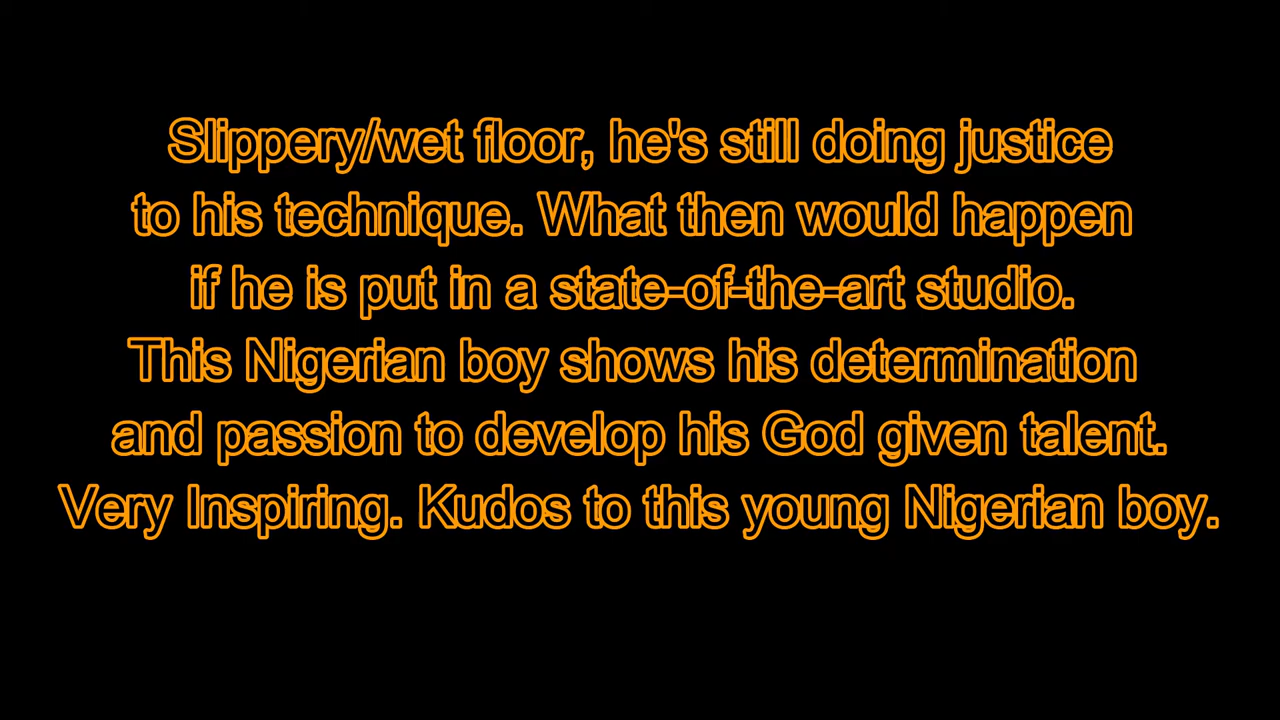 Slippery/wet floor, he's still doing justice
to his technique. What then would happen
if he is put in a state-of-the-art studio.
This Nigerian boy shows his determination
and passion to develop his God given talent.
Very Inspiring. Kudos to this young Nigerian boy.